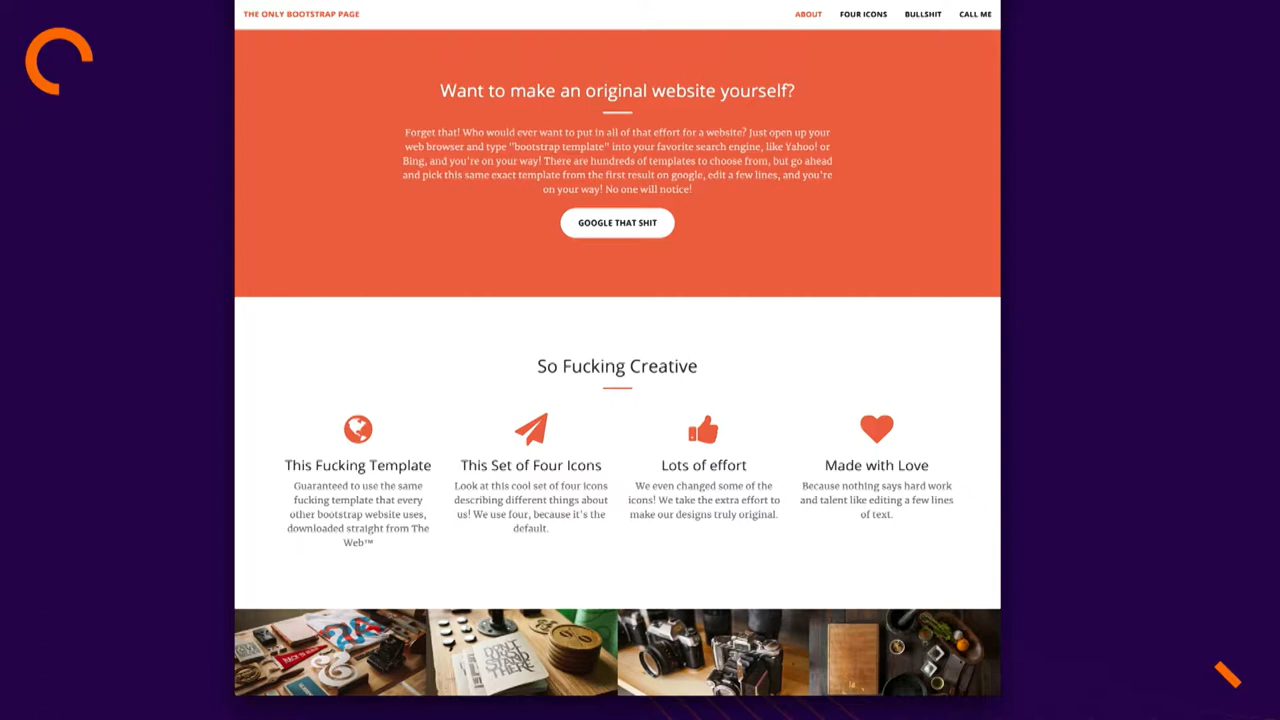 THE ONLY BOOTSTRAP PAGE
ABOUT FOUR ICONS BULLSHIT CALL ME
Want to make an original website yourself?
Forget that! Who would ever want to put in all of that effort for a website? Just open up your
web browser and type "bootstrap template" into your favorite search engine, like Yahoo! or
Bing, and you're on your way! There are hundreds of templates to choose from, but go ahead
and pick this same exact template from the first result on google, edit a few lines, and you're
on your way! No one will notice!
GOOGLE THAT SHIT
So Fucking Creative
This Fucking Template
Guaranteed to use the same
fucking template that every
other bootstrap website uses,
downloaded straight from The
Web™
This Set of Four Icons
Look at this cool set of four icons
describing different things about
us! We use four, because it's the
default.
Lots of effort
We even changed some of the
icons! We take the extra effort to
make our designs truly original.
Made with Love
Because nothing says hard work
and talent like editing a few lines
of text.
DON'T
JUST
STAND
THERE